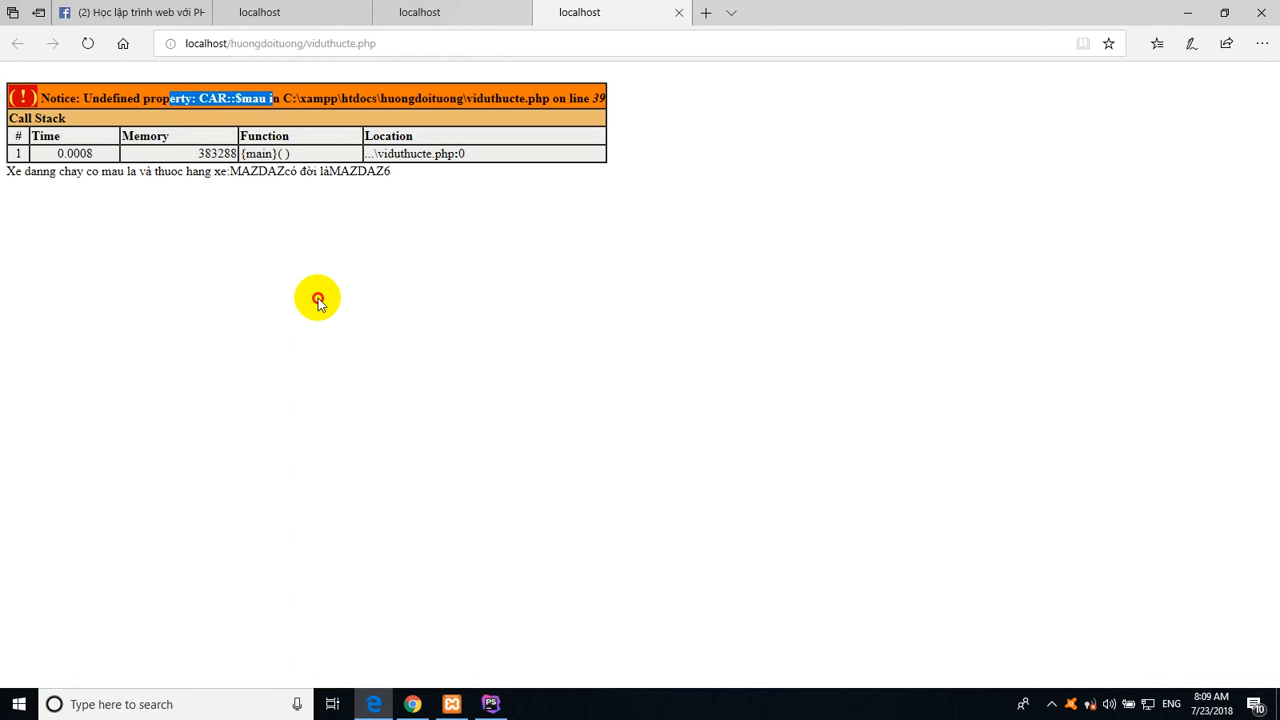 (2) Học lập trình web với PH
localhost
localhost
localhost
localhost/huongdoituong/viduthucte.php
( ! ) Notice: Undefined property: CAR::$mau in C:\xampp\htdocs\huongdoituong\viduthucte.php on line 39
Call Stack
# Time Memory Function Location
1 0.0008 383288 {main}( ) ...\viduthucte.php:0
Xe danng chay co mau la và thuoc hang xe:MAZDAZcó đời làMAZDAZ6
Type here to search
PS
ENG
8:09 AM
7/23/2018
10